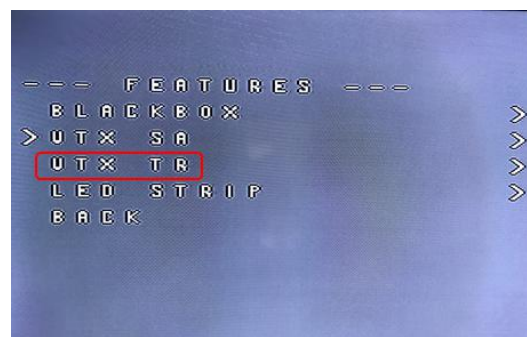 --- FEATURES ---
BLACKBOX >
> VTX SA >
VTX TR >
LED STRIP >
BACK